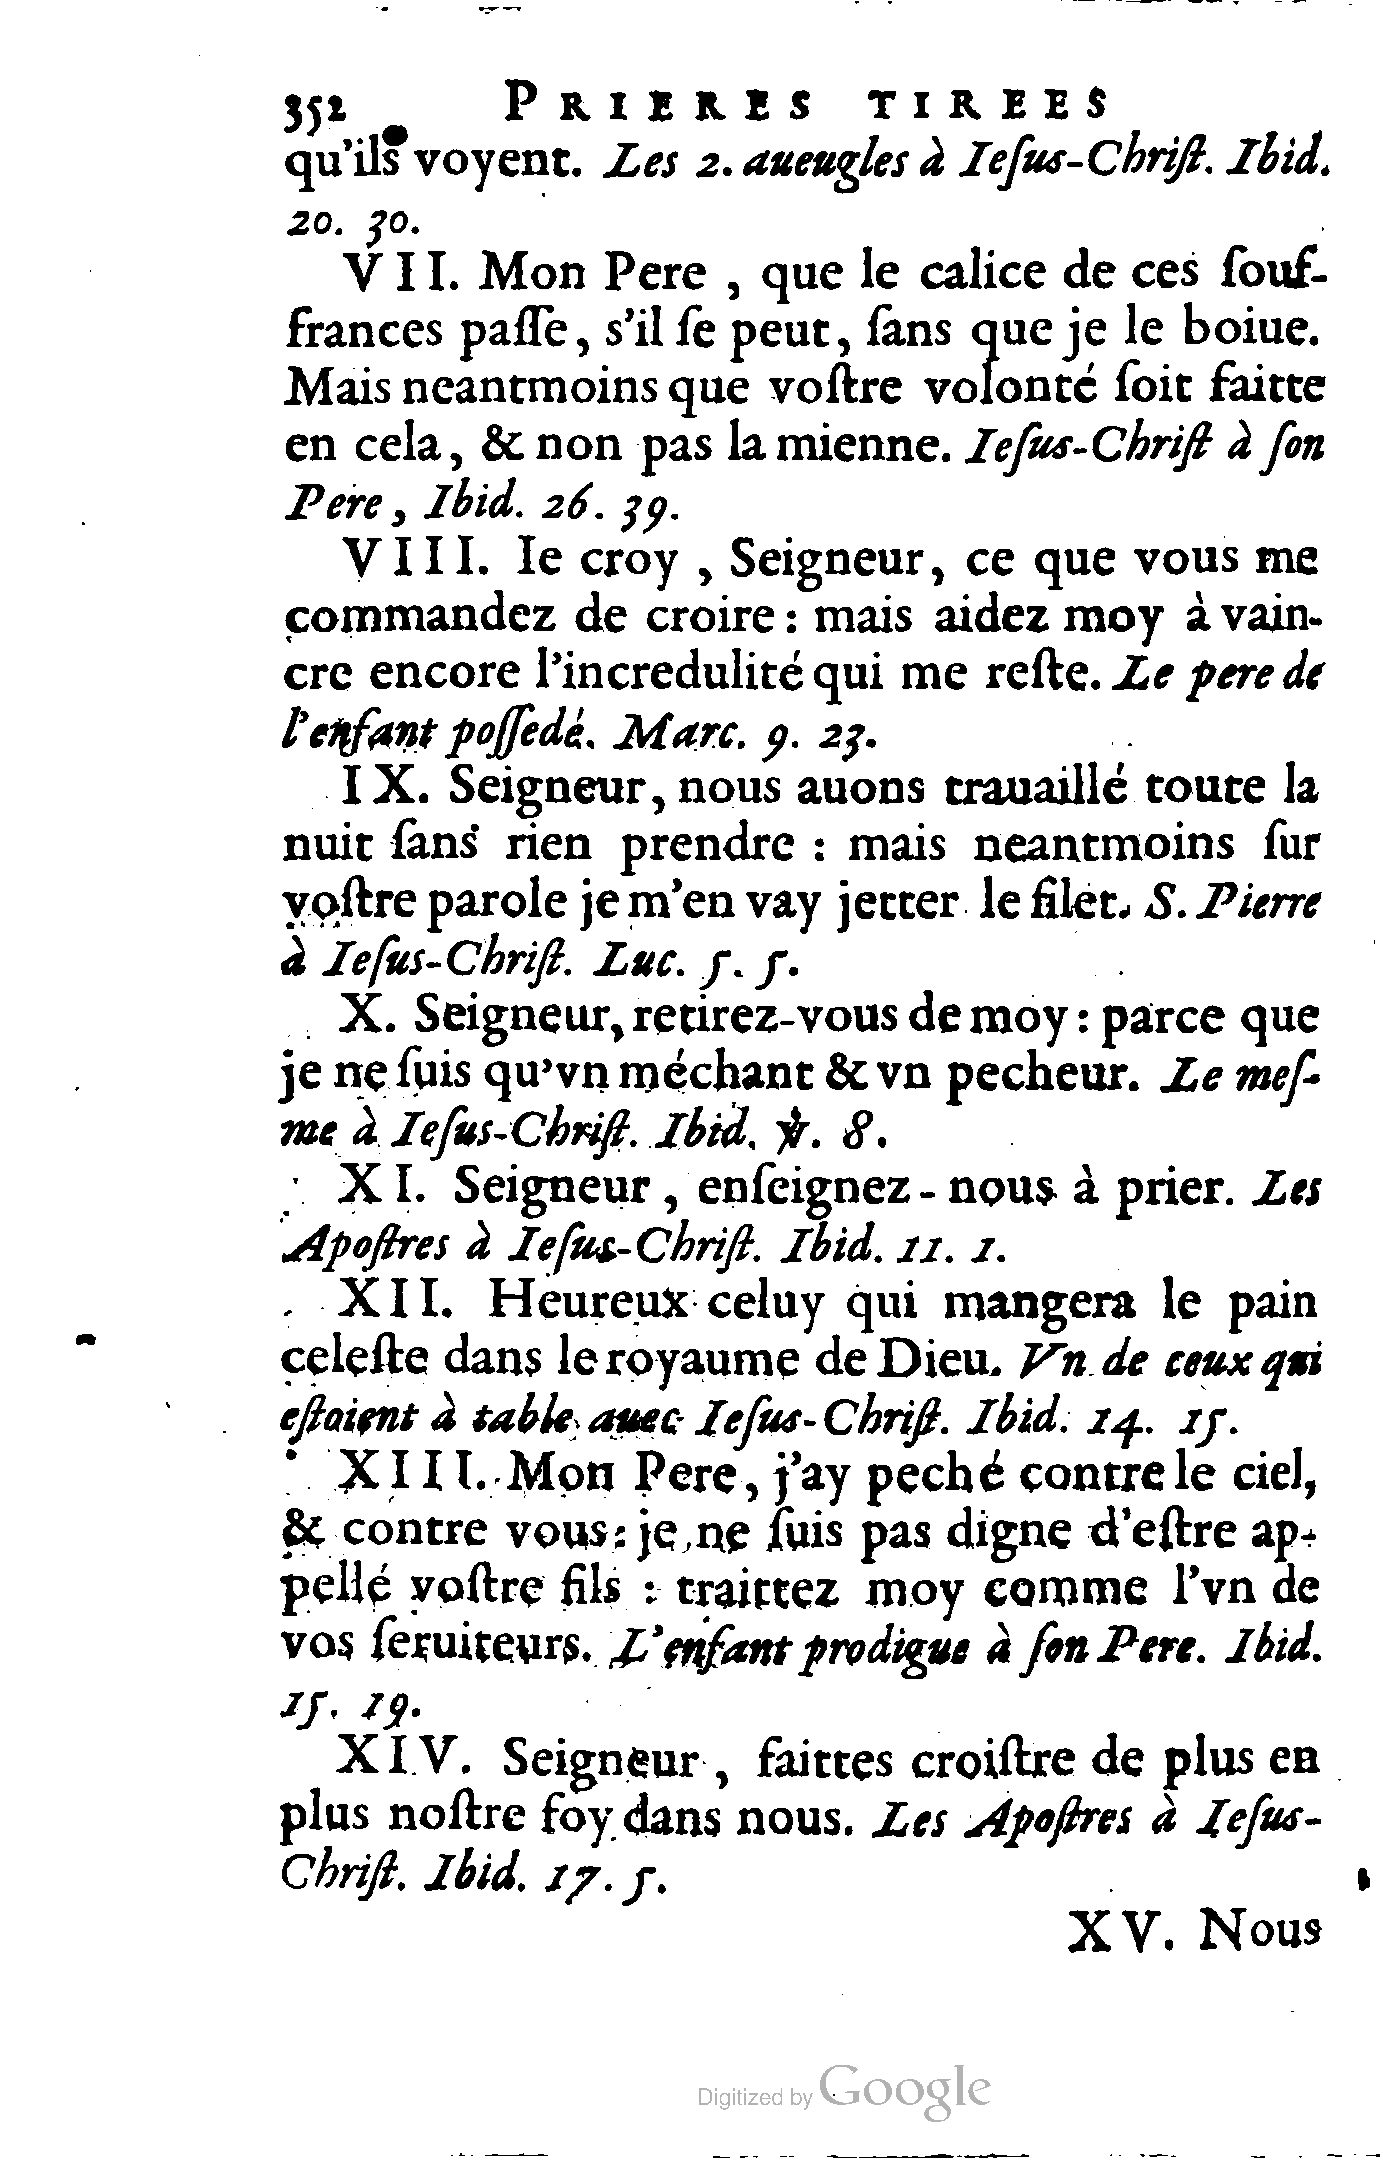 352 PRIERES TIREES
qu'ils voyent. Les 2. aueugles à Ieſus-Chriſt. Ibid.
20. 30.
VII. Mon Pere, que le calice de ces ſouf-
frances paſſe, s'il ſe peut, ſans que je le boiue.
Mais neantmoins que voſtre volonté ſoit faitte
en cela, & non pas la mienne. Ieſus-Chriſt à ſon
Pere, Ibid. 26. 39.
VIII. Ie croy, Seigneur, ce que vous me
commandez de croire : mais aidez moy à vain-
cre encore l'incredulité qui me reſte. Le pere de
l'enfant poſſedé. Marc. 9. 23.
IX. Seigneur, nous auons trauaillé toute la
nuit ſans rien prendre : mais neantmoins ſur
voſtre parole je m'en vay jetter le filet. S. Pierre
à Ieſus-Chriſt. Luc. 5. 5.
X. Seigneur, retirez-vous de moy : parce que
je ne ſuis qu'vn méchant & vn pecheur. Le meſ-
me à Ieſus-Chriſt. Ibid. ℣. 8.
XI. Seigneur, enſeignez-nous à prier. Les
Apoſtres à Ieſus-Chriſt. Ibid. 11. 1.
XII. Heureux celuy qui mangera le pain
celeſte dans le royaume de Dieu. Vn de ceux qui
eſtoient à table auec Ieſus-Chriſt. Ibid. 14. 15.
XIII. Mon Pere, j'ay peché contre le ciel,
& contre vous : je ne ſuis pas digne d'eſtre ap-
pellé voſtre fils : traittez moy comme l'vn de
vos ſeruiteurs. L'enfant prodigue à ſon Pere. Ibid.
15. 19.
XIV. Seigneur, faittes croiſtre de plus en
plus noſtre foy dans nous. Les Apoſtres à Ieſus-
Chriſt. Ibid. 17. 5.
XV. Nous
Digitized by Google